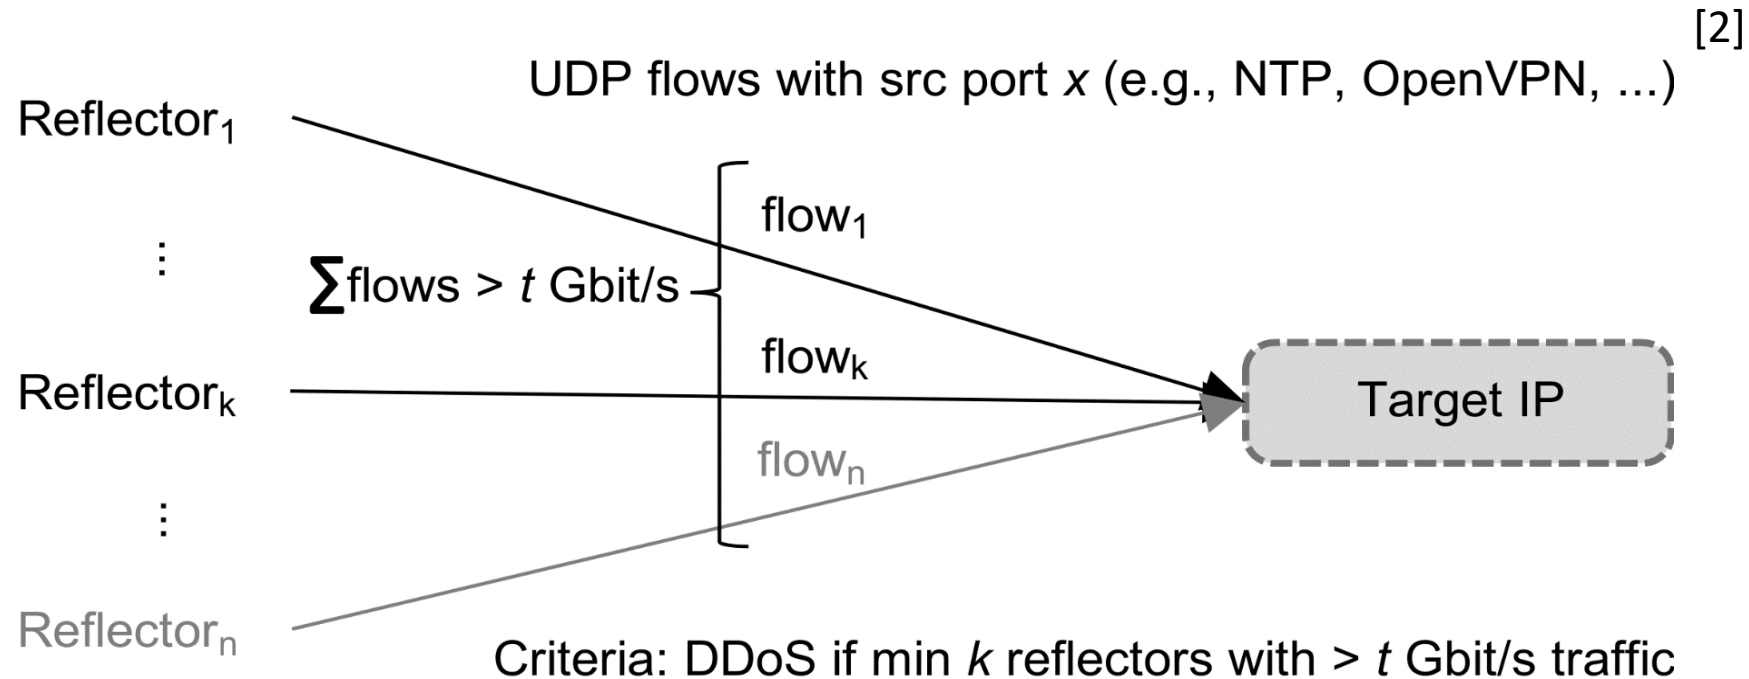 [2]
UDP flows with src port x (e.g., NTP, OpenVPN, ...)
Reflector₁
flow₁
⋮
∑flows > t Gbit/s
flowₖ
Reflectorₖ
Target IP
flowₙ
⋮
Reflectorₙ
Criteria: DDoS if min k reflectors with > t Gbit/s traffic